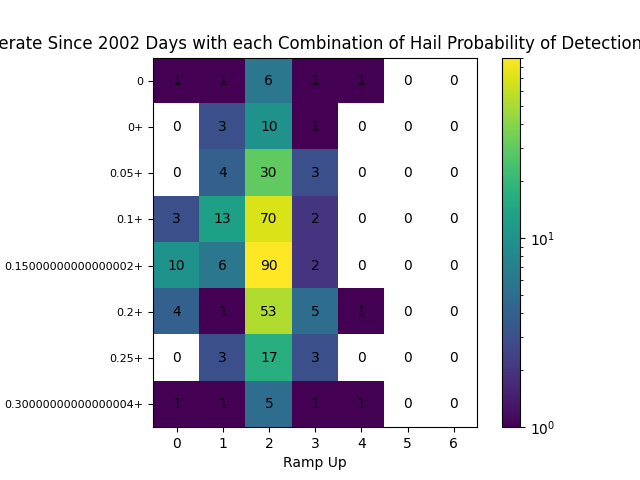 erate Since 2002 Days with each Combination of Hail Probability of Detection
0 1 1 6 1 1 0 0
0+ 0 3 10 1 0 0 0
0.05+ 0 4 30 3 0 0 0
0.1+ 3 13 70 2 0 0 0
0.15000000000000002+ 10 6 90 2 0 0 0
0.2+ 4 1 53 5 1 0 0
0.25+ 0 3 17 3 0 0 0
0.30000000000000004+ 1 1 5 1 1 0 0
0 1 2 3 4 5 6
Ramp Up
10¹
10⁰